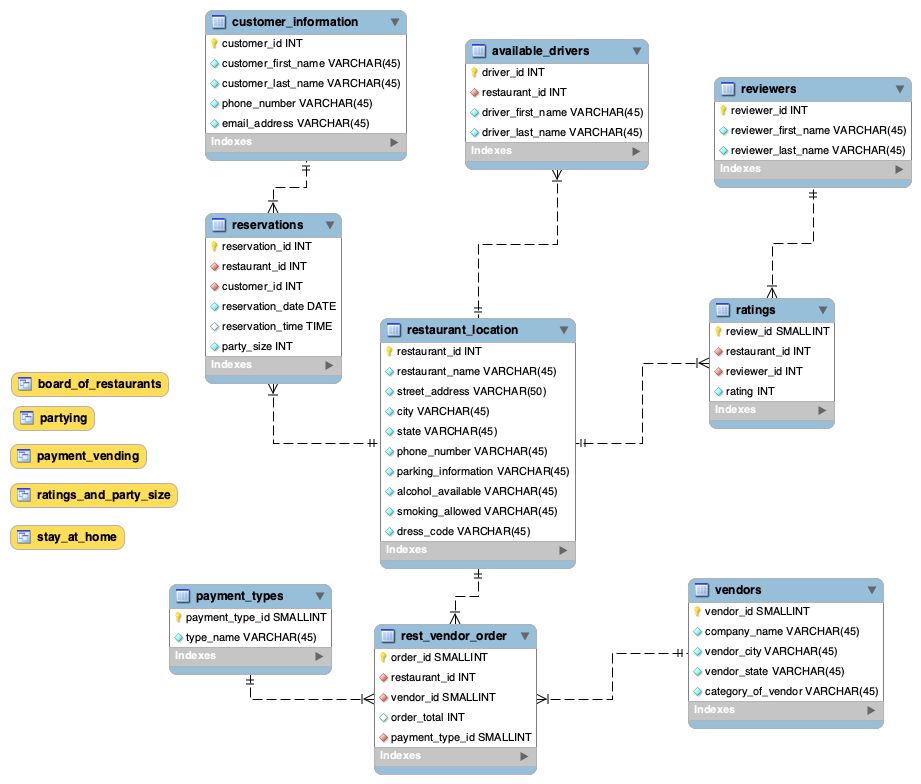 customer_information
customer_id INT
customer_first_name VARCHAR(45)
customer_last_name VARCHAR(45)
phone_number VARCHAR(45)
email_address VARCHAR(45)
Indexes
available_drivers
driver_id INT
restaurant_id INT
driver_first_name VARCHAR(45)
driver_last_name VARCHAR(45)
Indexes
reviewers
reviewer_id INT
reviewer_first_name VARCHAR(45)
reviewer_last_name VARCHAR(45)
Indexes
reservations
reservation_id INT
restaurant_id INT
customer_id INT
reservation_date DATE
reservation_time TIME
party_size INT
Indexes
restaurant_location
restaurant_id INT
restaurant_name VARCHAR(45)
street_address VARCHAR(50)
city VARCHAR(45)
state VARCHAR(45)
phone_number VARCHAR(45)
parking_information VARCHAR(45)
alcohol_available VARCHAR(45)
smoking_allowed VARCHAR(45)
dress_code VARCHAR(45)
Indexes
ratings
review_id SMALLINT
restaurant_id INT
reviewer_id INT
rating INT
Indexes
board_of_restaurants
partying
payment_vending
ratings_and_party_size
stay_at_home
payment_types
payment_type_id SMALLINT
type_name VARCHAR(45)
Indexes
rest_vendor_order
order_id SMALLINT
restaurant_id INT
vendor_id SMALLINT
order_total INT
payment_type_id SMALLINT
Indexes
vendors
vendor_id SMALLINT
company_name VARCHAR(45)
vendor_city VARCHAR(45)
vendor_state VARCHAR(45)
category_of_vendor VARCHAR(45)
Indexes